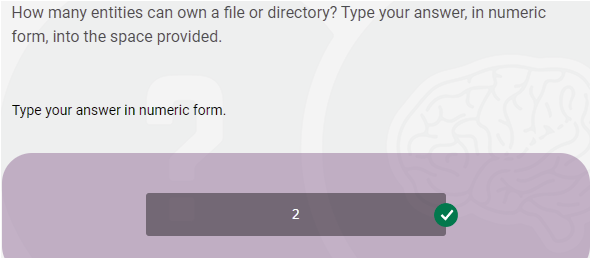 How many entities can own a file or directory? Type your answer, in numeric
form, into the space provided.
Type your answer in numeric form.
2